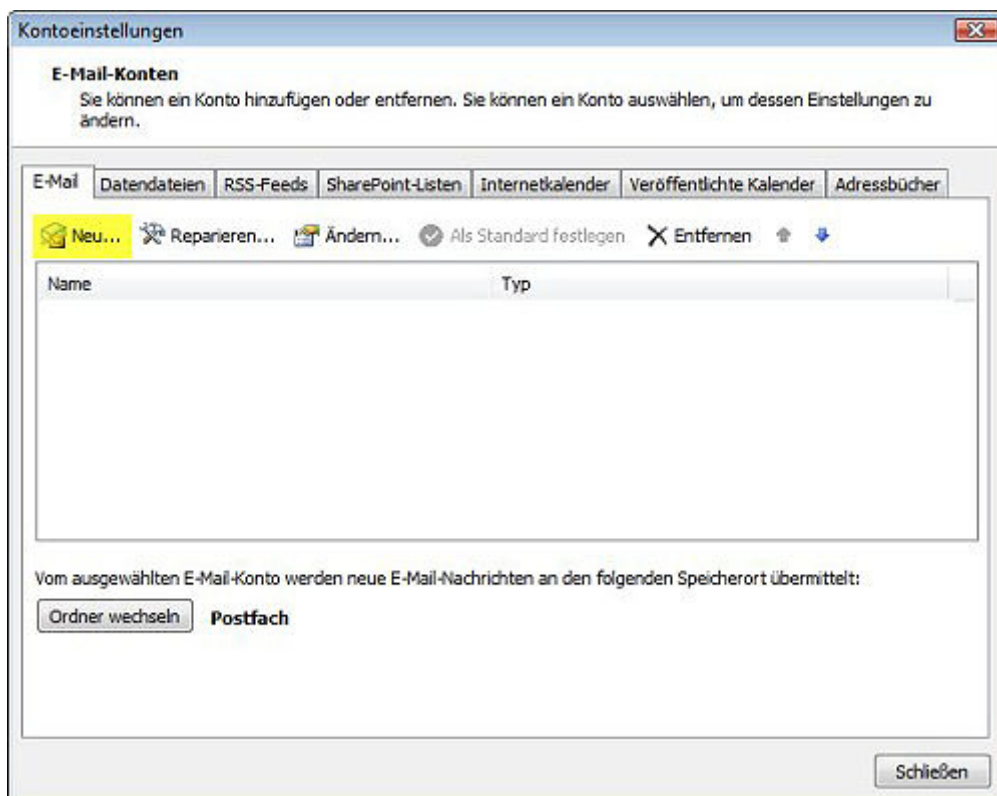 Kontoeinstellungen
E-Mail-Konten
Sie können ein Konto hinzufügen oder entfernen. Sie können ein Konto auswählen, um dessen Einstellungen zu
ändern.
E-Mail Datendateien RSS-Feeds SharePoint-Listen Internetkalender Veröffentlichte Kalender Adressbücher
Neu... Reparieren... Ändern... Als Standard festlegen Entfernen
Name Typ
Vom ausgewählten E-Mail-Konto werden neue E-Mail-Nachrichten an den folgenden Speicherort übermittelt:
Ordner wechseln Postfach
Schließen